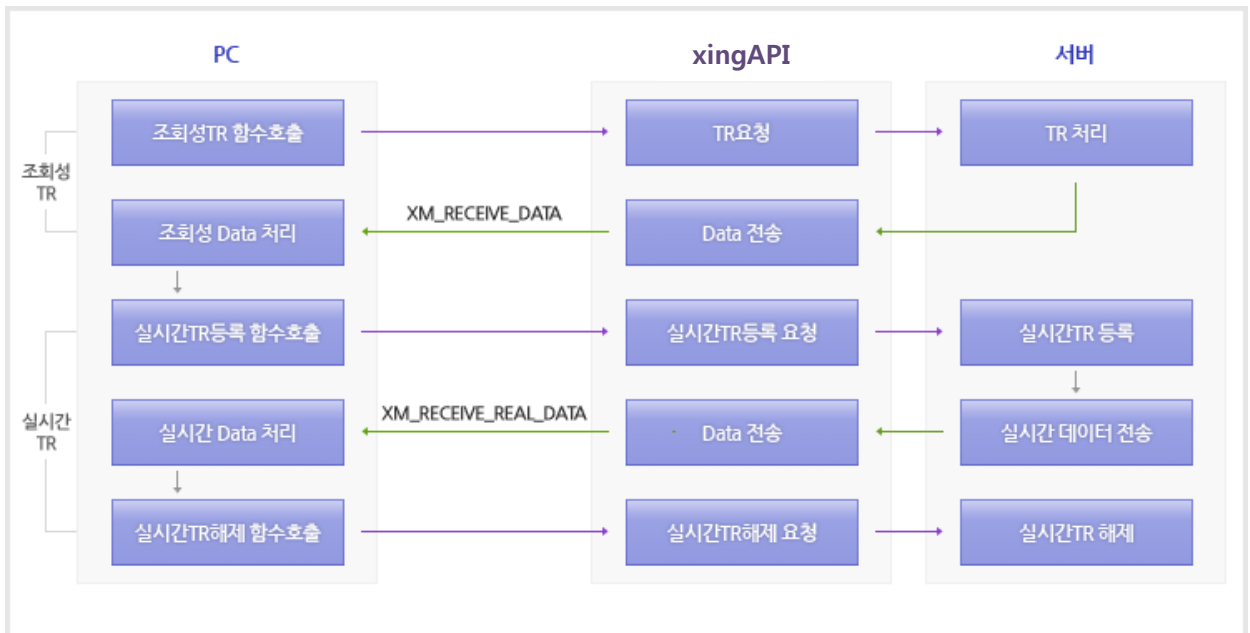 PC
xingAPI
서버
조회성TR 함수호출
TR요청
TR 처리
조회성
TR
XM_RECEIVE_DATA
조회성 Data 처리
Data 전송
실시간TR등록 함수호출
실시간TR등록 요청
실시간TR 등록
실시간
TR
XM_RECEIVE_REAL_DATA
실시간 Data 처리
Data 전송
실시간 데이터 전송
실시간TR해제 함수호출
실시간TR해제 요청
실시간TR 해제